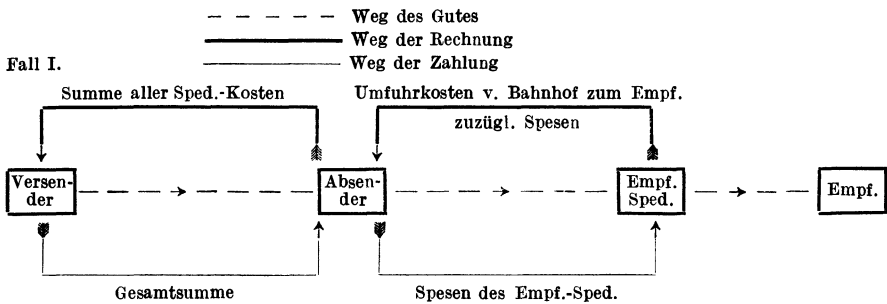 Weg des Gutes
Weg der Rechnung
Weg der Zahlung
Fall I.
Summe aller Sped.-Kosten
Umfuhrkosten v. Bahnhof zum Empf.
zuzügl. Spesen
Versen-
der
Absen-
der
Empf.
Sped.
Empf.
Gesamtsumme
Spesen des Empf.-Sped.